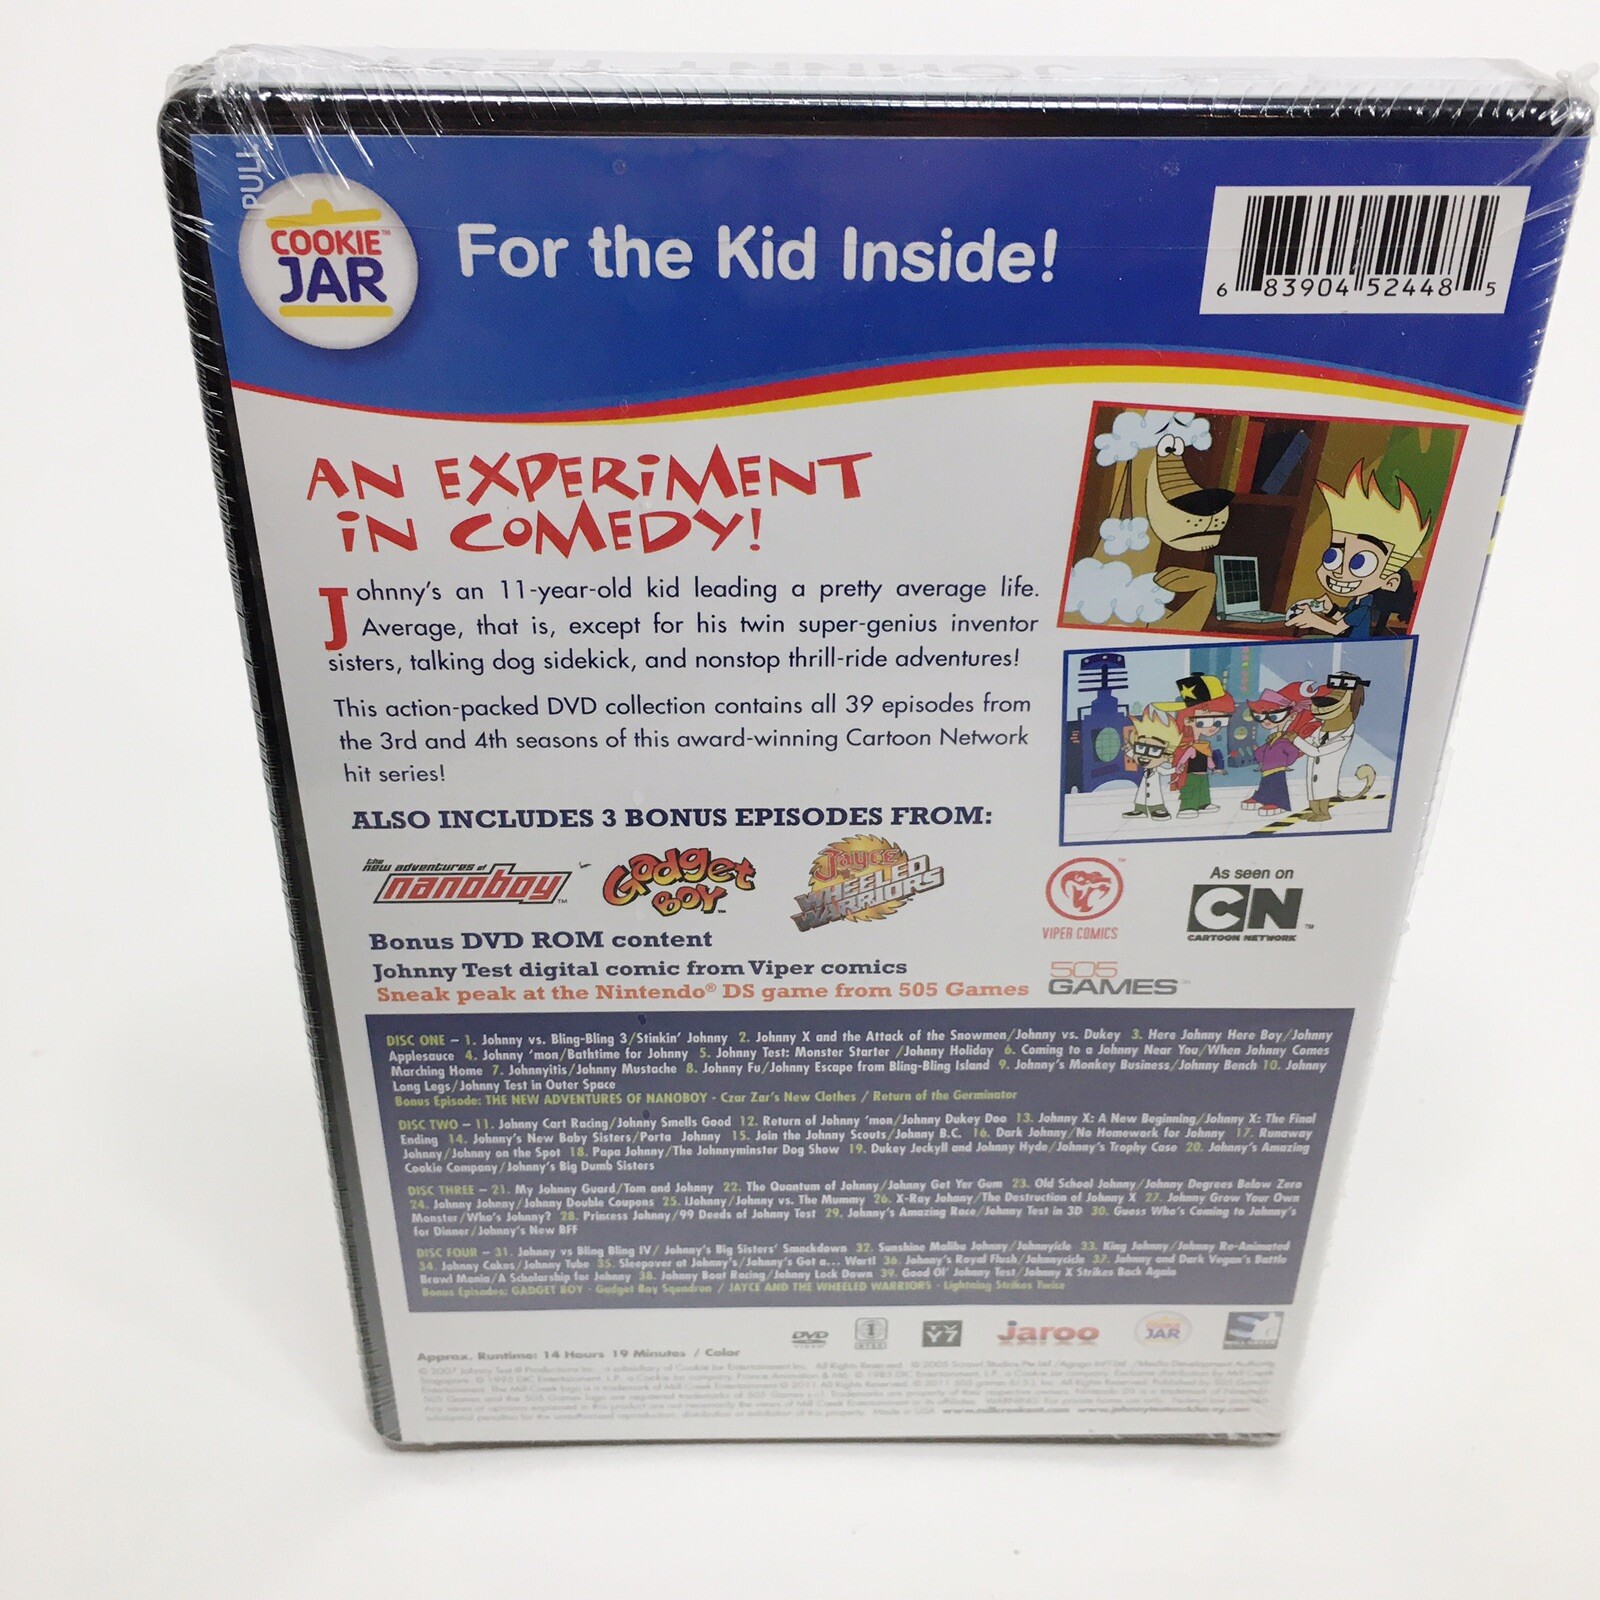 JOHNNY TEST
PULL
COOKIE™
JAR
For the Kid Inside!
6 83904 52448 5
AN EXPERiMENT
iN COMEDY!
Johnny's an 11-year-old kid leading a pretty average life.
Average, that is, except for his twin super-genius inventor
sisters, talking dog sidekick, and nonstop thrill-ride adventures!
This action-packed DVD collection contains all 39 episodes from
the 3rd and 4th seasons of this award-winning Cartoon Network
hit series!
ALSO INCLUDES 3 BONUS EPISODES FROM:
the
new adventures of
nanoboy™
Gadget
BOY™
Jayce
WHEELED
WARRIORS
VIPER COMICS
As seen on
CN™
CARTOON NETWORK
Bonus DVD ROM content
Johnny Test digital comic from Viper comics
Sneak peak at the Nintendo® DS game from 505 Games
505
GAMES™
DISC ONE – 1. Johnny vs. Bling-Bling 3/Stinkin' Johnny 2. Johnny X and the Attack of the Snowmen/Johnny vs. Dukey 3. Here Johnny Here Boy/Johnny
Applesauce 4. Johnny 'mon/Bathtime for Johnny 5. Johnny Test: Monster Starter /Johnny Holiday 6. Coming to a Johnny Near You/When Johnny Comes
Marching Home 7. Johnnyitis/Johnny Mustache 8. Johnny Fu/Johnny Escape from Bling-Bling Island 9. Johnny's Monkey Business/Johnny Bench 10. Johnny
Long Legs/Johnny Test in Outer Space
Bonus Episode: THE NEW ADVENTURES OF NANOBOY - Czar Zar's New Clothes / Return of the Germinator
DISC TWO – 11. Johnny Cart Racing/Johnny Smells Good 12. Return of Johnny 'mon/Johnny Dukey Doo 13. Johnny X: A New Beginning/Johnny X: The Final
Ending 14. Johnny's New Baby Sisters/Porta Johnny 15. Join the Johnny Scouts/Johnny B.C. 16. Dark Johnny/No Homework for Johnny 17. Runaway
Johnny/Johnny on the Spot 18. Papa Johnny/The Johnnyminster Dog Show 19. Dukey Jeckyll and Johnny Hyde/Johnny's Trophy Case 20. Johnny's Amazing
Cookie Company/Johnny's Big Dumb Sisters
DISC THREE – 21. My Johnny Guard/Tom and Johnny 22. The Quantum of Johnny/Johnny Get Yer Gum 23. Old School Johnny/Johnny Degrees Below Zero
24. Johnny Johnny/Johnny Double Coupons 25. iJohnny/Johnny vs. The Mummy 26. X-Ray Johnny/The Destruction of Johnny X 27. Johnny Grow Your Own
Monster/Who's Johnny? 28. Princess Johnny/99 Deeds of Johnny Test 29. Johnny's Amazing Race/Johnny Test in 3D 30. Guess Who's Coming to Johnny's
for Dinner/Johnny's New BFF
DISC FOUR – 31. Johnny vs Bling Bling IV/ Johnny's Big Sisters' Smackdown 32. Sunshine Malibu Johnny/Johnnyicle 33. King Johnny/Johnny Re-Animated
34. Johnny Cakes/Johnny Tube 35. Sleepover at Johnny's/Johnny's Got a... Wart! 36. Johnny's Royal Flush/Johnnycicle 37. Johnny and Dark Vegan's Battle
Brawl Mania/A Scholarship for Johnny 38. Johnny Boat Racing/Johnny Lock Down 39. Good Ol' Johnny Test/Johnny X Strikes Back Again
Bonus Episodes: GADGET BOY - Gadget Boy Squadron / JAYCE AND THE WHEELED WARRIORS - Lightning Strikes Twice
Approx. Runtime: 14 Hours 19 Minutes / Color
DVD
VIDEO
1
TV
Y7
jaroo
JAR